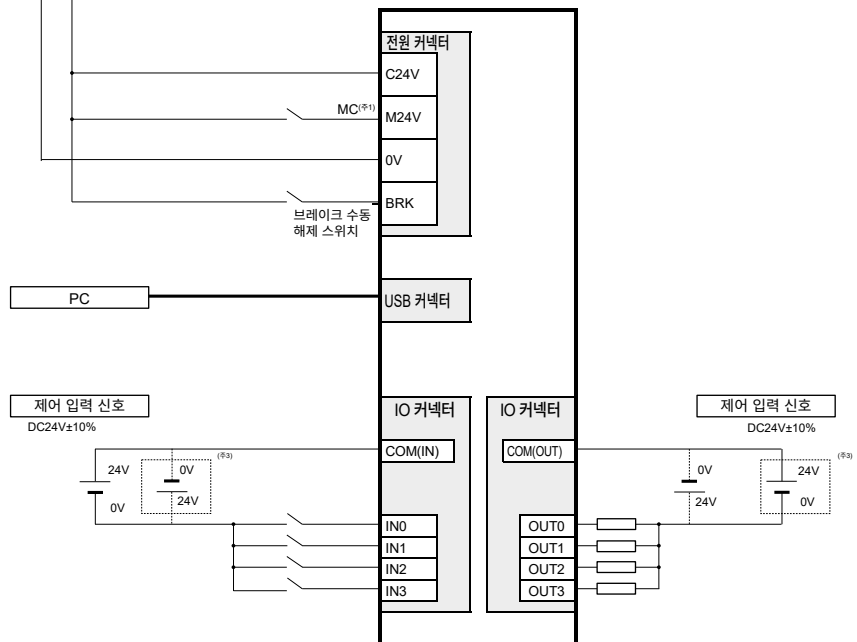 전원 커넥터
C24V
MC(주1)
M24V
0V
BRK
브레이크 수동
해제 스위치
PC
USB 커넥터
제어 입력 신호
DC24V±10%
IO 커넥터
IO 커넥터
제어 입력 신호
DC24V±10%
COM(IN)
COM(OUT)
24V
0V
0V
24V
(주3)
0V
24V
24V
0V
(주3)
IN0
IN1
IN2
IN3
OUT0
OUT1
OUT2
OUT3